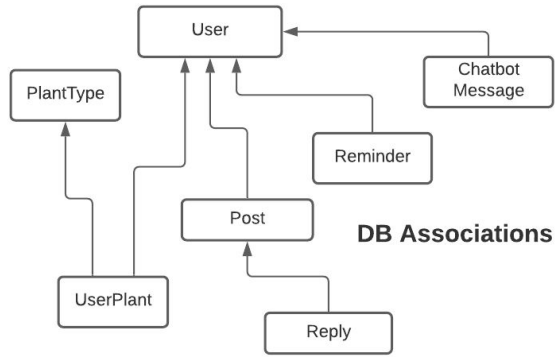 User
Chatbot
Message
PlantType
Reminder
Post
DB Associations
UserPlant
Reply